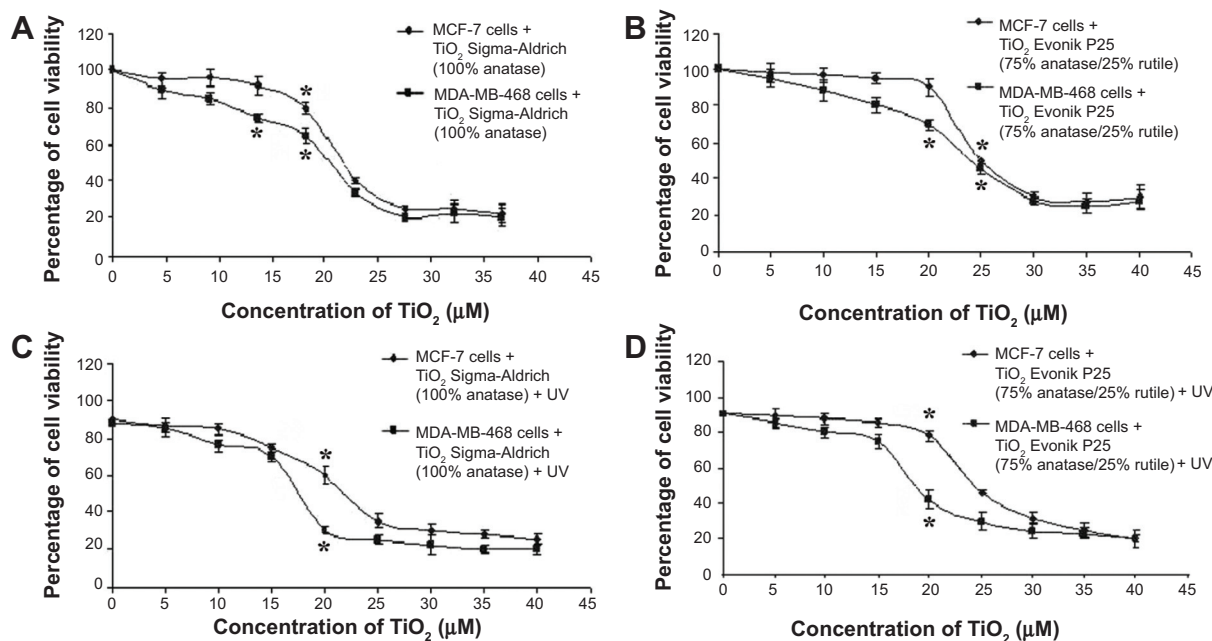 A
Percentage of cell viability
120
100
80
60
40
20
0
0 5 10 15 20 25 30 35 40 45
Concentration of TiO₂ (μM)
MCF-7 cells +
TiO₂ Sigma-Aldrich
(100% anatase)
MDA-MB-468 cells +
TiO₂ Sigma-Aldrich
(100% anatase)
*
*
*
B
Percentage of cell viability
120
100
80
60
40
20
0
0 5 10 15 20 25 30 35 40 45
Concentration of TiO₂ (μM)
MCF-7 cells +
TiO₂ Evonik P25
(75% anatase/25% rutile)
MDA-MB-468 cells +
TiO₂ Evonik P25
(75% anatase/25% rutile)
*
*
*
C
Percentage of cell viability
120
100
80
60
40
20
0
0 5 10 15 20 25 30 35 40 45
Concentration of TiO₂ (μM)
MCF-7 cells +
TiO₂ Sigma-Aldrich
(100% anatase) + UV
MDA-MB-468 cells +
TiO₂ Sigma-Aldrich
(100% anatase) + UV
*
*
D
Percentage of cell viability
120
100
80
60
40
20
0
0 5 10 15 20 25 30 35 40 45
Concentration of TiO₂ (μM)
MCF-7 cells +
TiO₂ Evonik P25
(75% anatase/25% rutile) + UV
MDA-MB-468 cells +
TiO₂ Evonik P25
(75% anatase/25% rutile) + UV
*
*